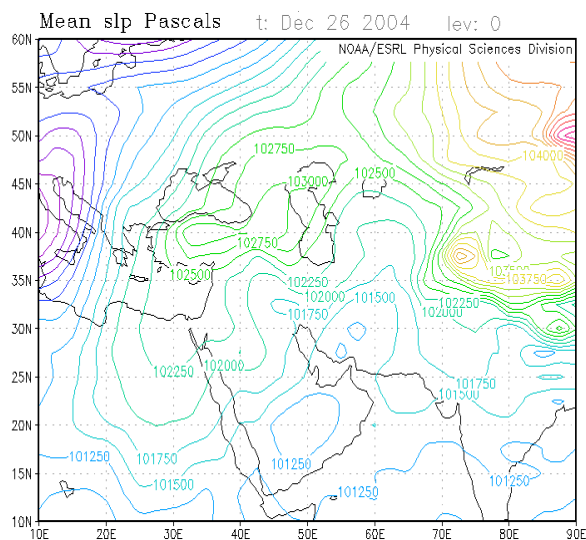 Mean slp Pascals t: Dec 26 2004 lev: 0
NOAA/ESRL Physical Sciences Division
60N
55N
50N
45N
40N
35N
30N
25N
20N
15N
10N
102750
104000
103000
102500
102750
102500
103750
102250
102250
102000
101500
102000
101750
102000
102250
101750
101500
101250
101750
101500
101250
101250
101250
10E 20E 30E 40E 50E 60E 70E 80E 90E